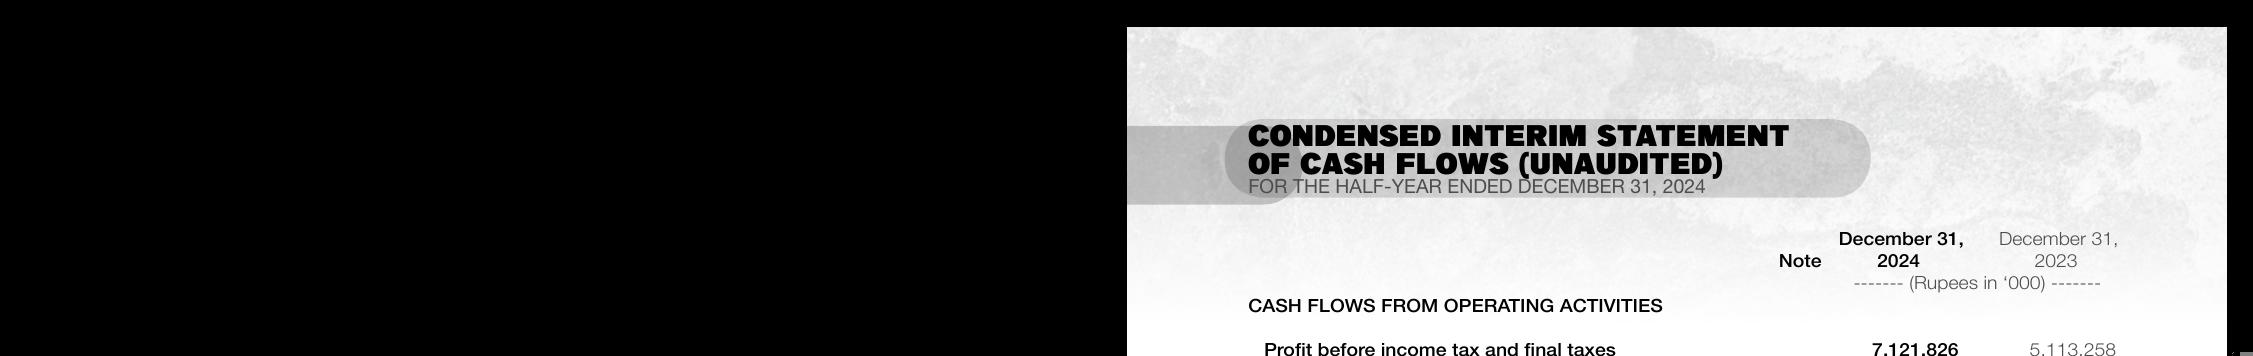 CONDENSED INTERIM STATEMENT
OF CASH FLOWS (UNAUDITED)
FOR THE HALF-YEAR ENDED DECEMBER 31, 2024
December 31, December 31,
Note 2024 2023
------- (Rupees in ‘000) -------
CASH FLOWS FROM OPERATING ACTIVITIES
Profit before income tax and final taxes 7,121,826 5,113,258